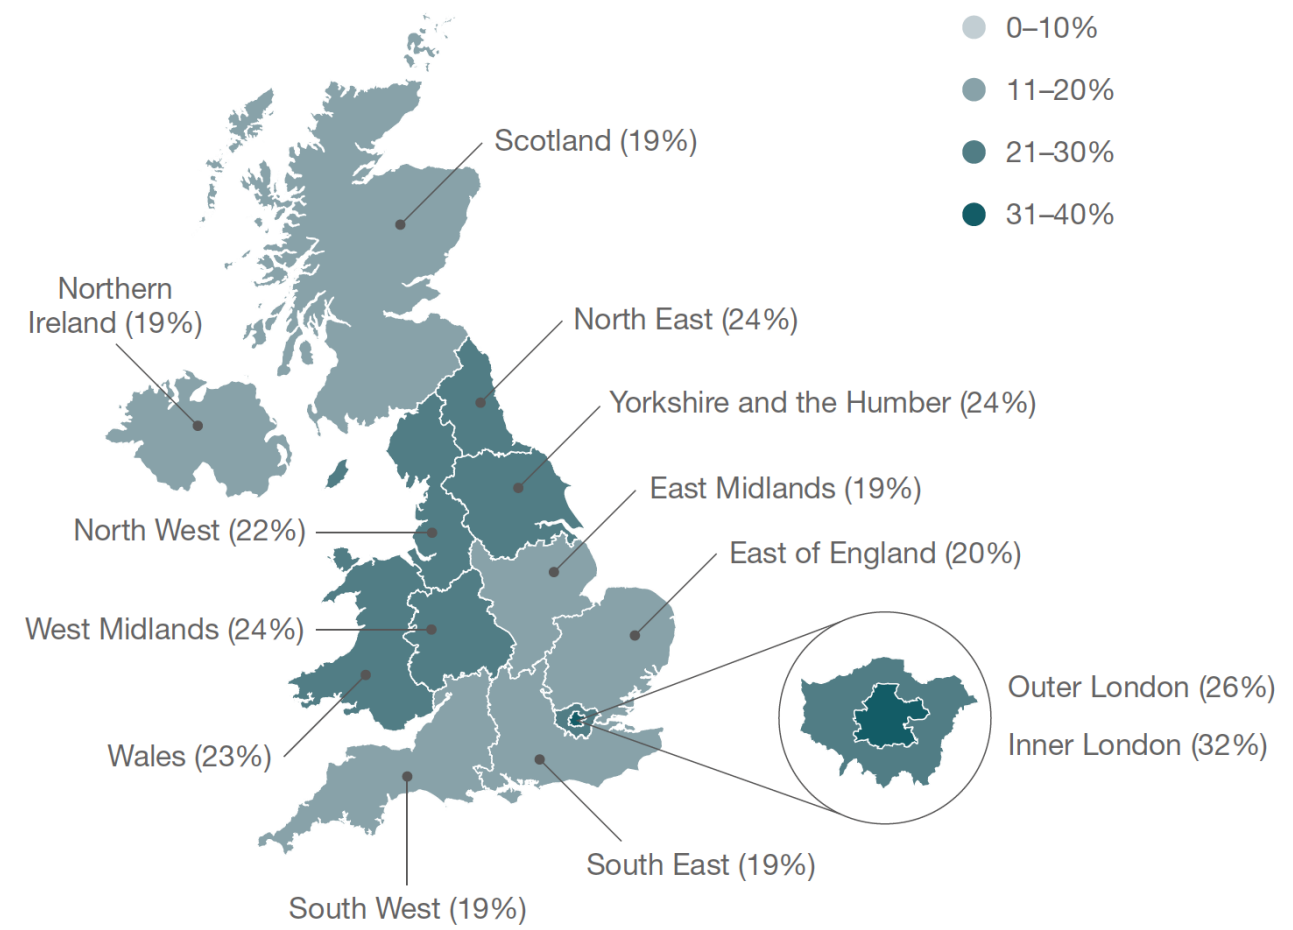 0–10%
11–20%
21–30%
31–40%
Scotland (19%)
Northern
Ireland (19%)
North East (24%)
Yorkshire and the Humber (24%)
East Midlands (19%)
North West (22%)
East of England (20%)
West Midlands (24%)
Outer London (26%)
Inner London (32%)
Wales (23%)
South East (19%)
South West (19%)